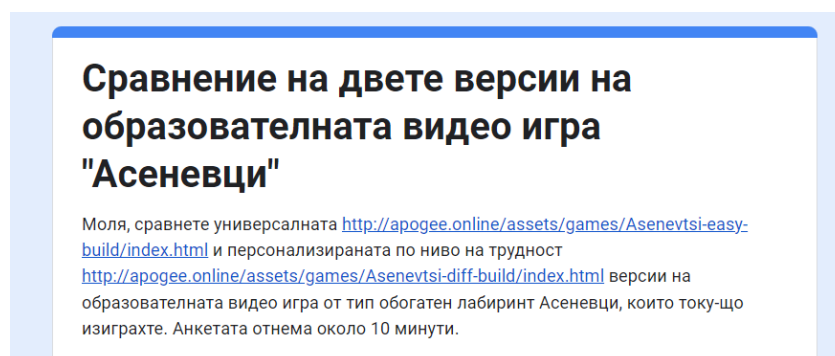 Сравнение на двете версии на
образователната видео игра
"Асеневци"
Моля, сравнете универсалната http://apogee.online/assets/games/Asenevtsi-easy-
build/index.html и персонализираната по ниво на трудност
http://apogee.online/assets/games/Asenevtsi-diff-build/index.html версии на
образователната видео игра от тип обогатен лабиринт Асеневци, които току-що
изиграхте. Анкетата отнема около 10 минути.